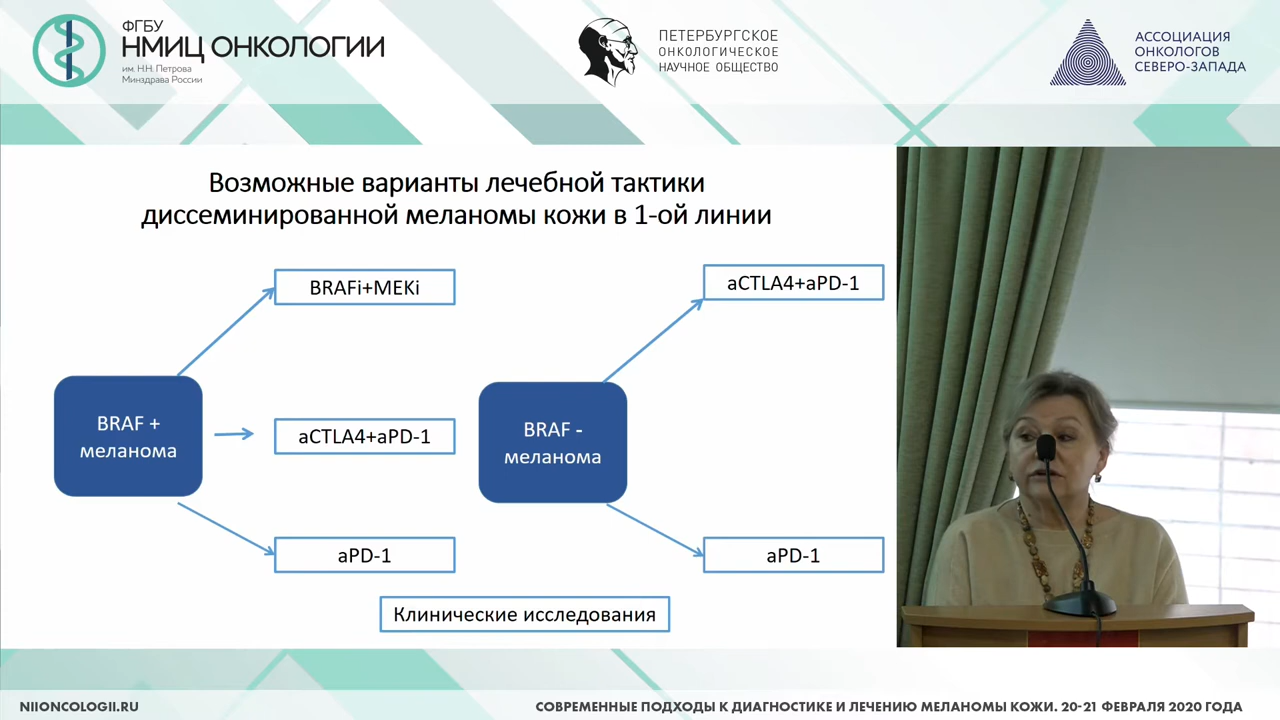 ФГБУ
НМИЦ ОНКОЛОГИИ
им. Н.Н. Петрова
Минздрава России
ПЕТЕРБУРГСКОЕ
ОНКОЛОГИЧЕСКОЕ
НАУЧНОЕ ОБЩЕСТВО
АССОЦИАЦИЯ
ОНКОЛОГОВ
СЕВЕРО-ЗАПАДА
Возможные варианты лечебной тактики
диссеминированной меланомы кожи в 1-ой линии
BRAF +
меланома
BRAFi+MEKi
aCTLA4+aPD-1
aPD-1
BRAF -
меланома
aCTLA4+aPD-1
aPD-1
Клинические исследования
NIIONCOLOGII.RU
СОВРЕМЕННЫЕ ПОДХОДЫ К ДИАГНОСТИКЕ И ЛЕЧЕНИЮ МЕЛАНОМЫ КОЖИ. 20-21 ФЕВРАЛЯ 2020 ГОДА